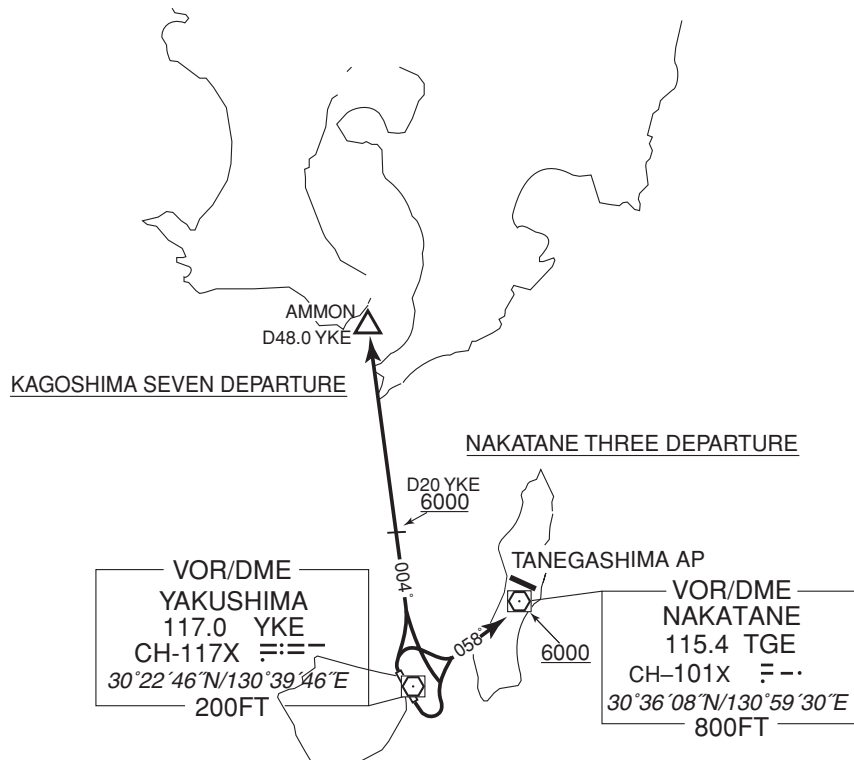 AMMON
D48.0 YKE
KAGOSHIMA SEVEN DEPARTURE
NAKATANE THREE DEPARTURE
D20 YKE
6000
TANEGASHIMA AP
004°
058°
6000
VOR/DME
YAKUSHIMA
117.0 YKE
CH-117X
30°22´46˝N/130°39´46˝E
200FT
VOR/DME
NAKATANE
115.4 TGE
CH–101X
30°36´08˝N/130°59´30˝E
800FT